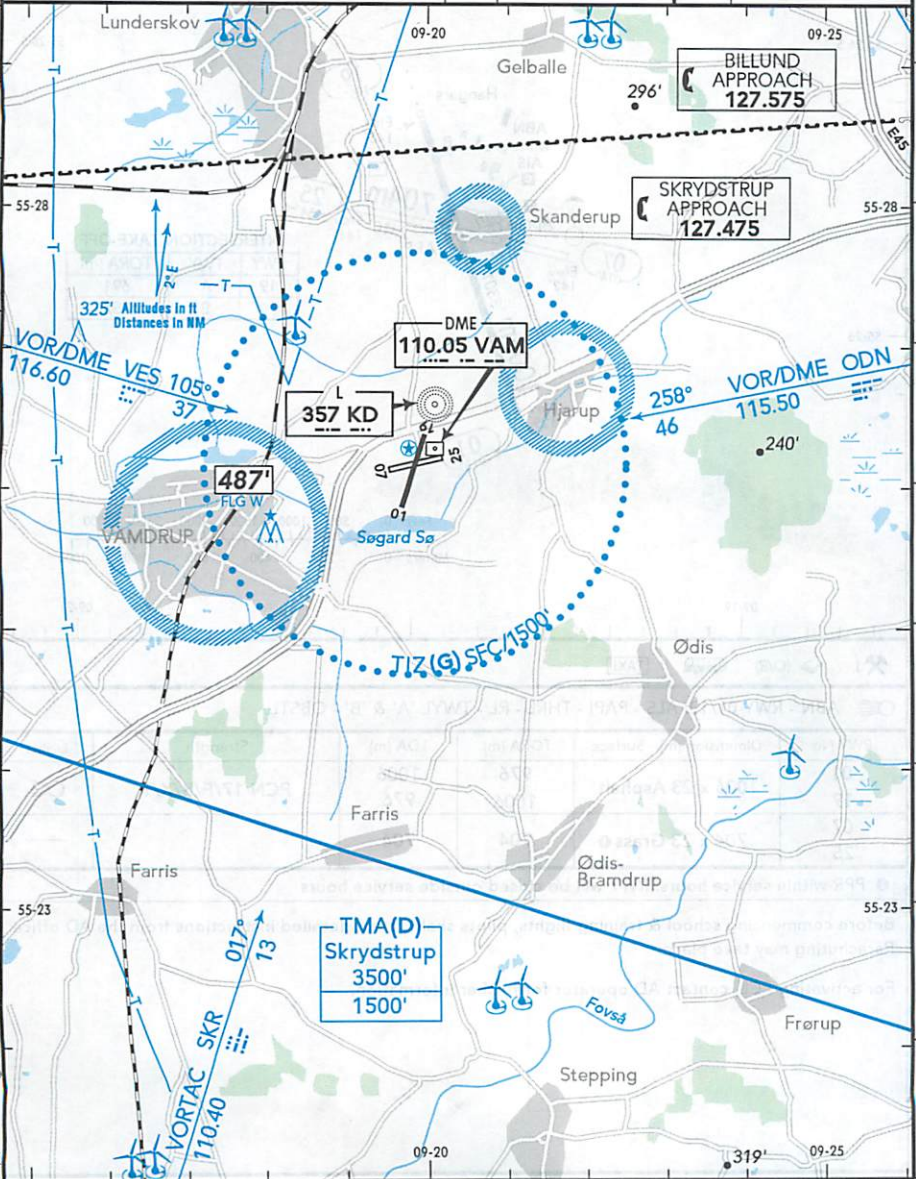 Lunderskov
09-20
09-25
Gelballe
BILLUND
APPROACH
127.575
296'
E45
SKRYDSTRUP
APPROACH
127.475
55-28
55-28
Skanderup
2°E
T
T
T
T
T
325' Altitudes in ft
Distances in NM
DME
110.05 VAM
VOR/DME VES 105°
116.60
37
L
357 KD
258°
46
VOR/DME ODN
115.50
Hjarup
240'
19
25
07
01
487'
FLG W
VAMDRUP
Søgard Sø
T
TIZ(G) SFC/1500'
Ødis
Farris
Ødis-
Bramdrup
Farris
55-23
55-23
TMA(D)
Skrydstrup
3500'
1500'
017°
13
VORTAC SKR
110.40
T
Fovså
Frørup
Stepping
09-20
09-25
319'